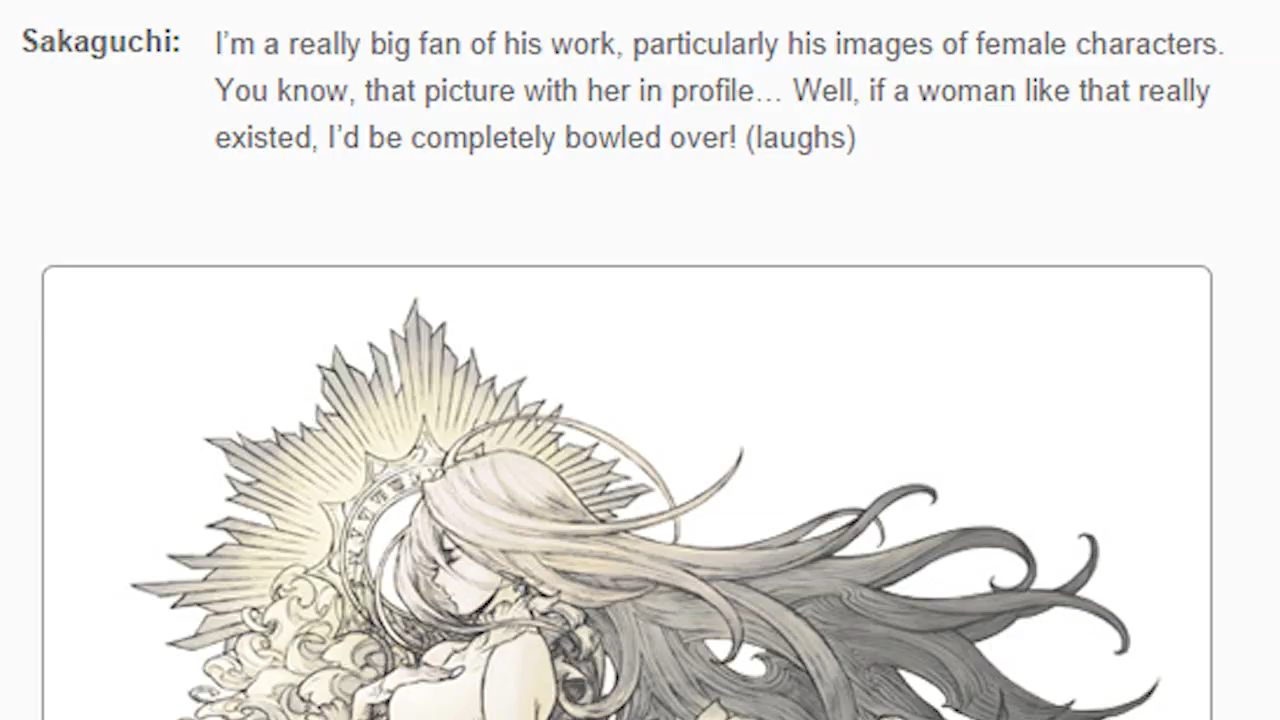 Sakaguchi: I'm a really big fan of his work, particularly his images of female characters.
You know, that picture with her in profile… Well, if a woman like that really
existed, I'd be completely bowled over! (laughs)